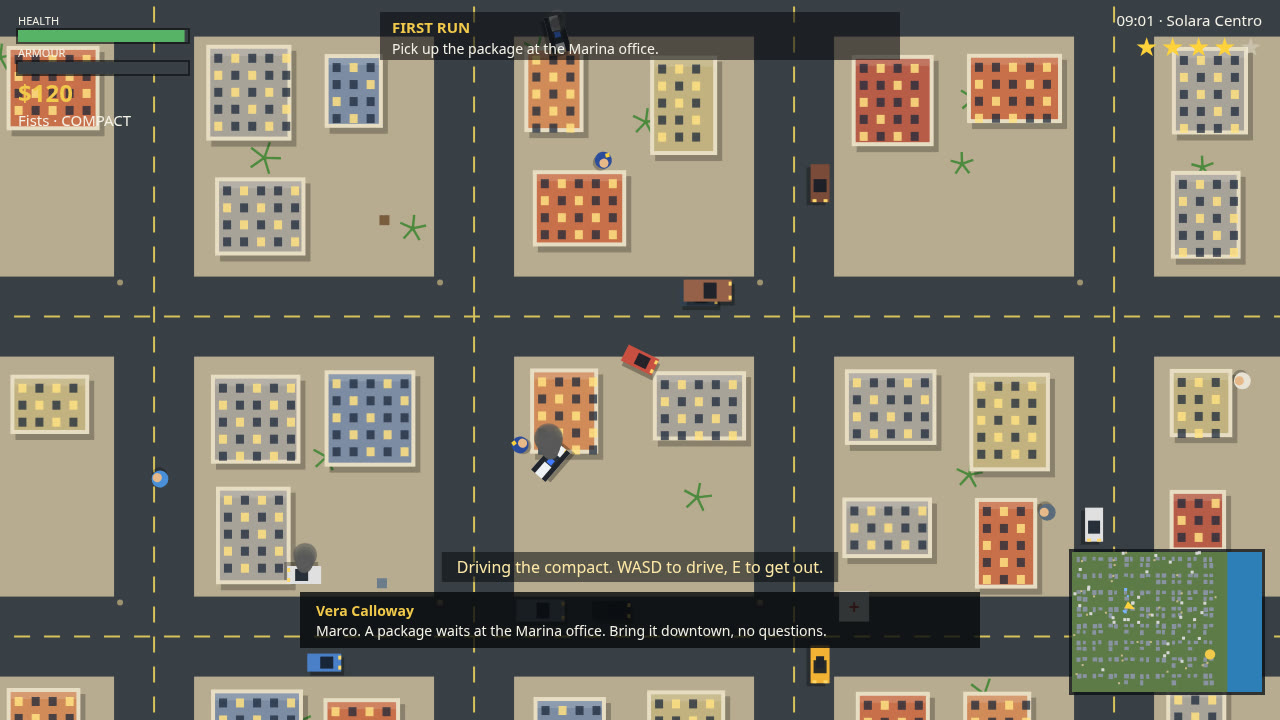 HEALTH
ARMOUR
$420
Fists · COMPACT
FIRST RUN
Pick up the package at the Marina office.
09:01 · Solara Centro
Driving the compact. WASD to drive, E to get out.
Vera Calloway
Marco. A package waits at the Marina office. Bring it downtown, no questions.